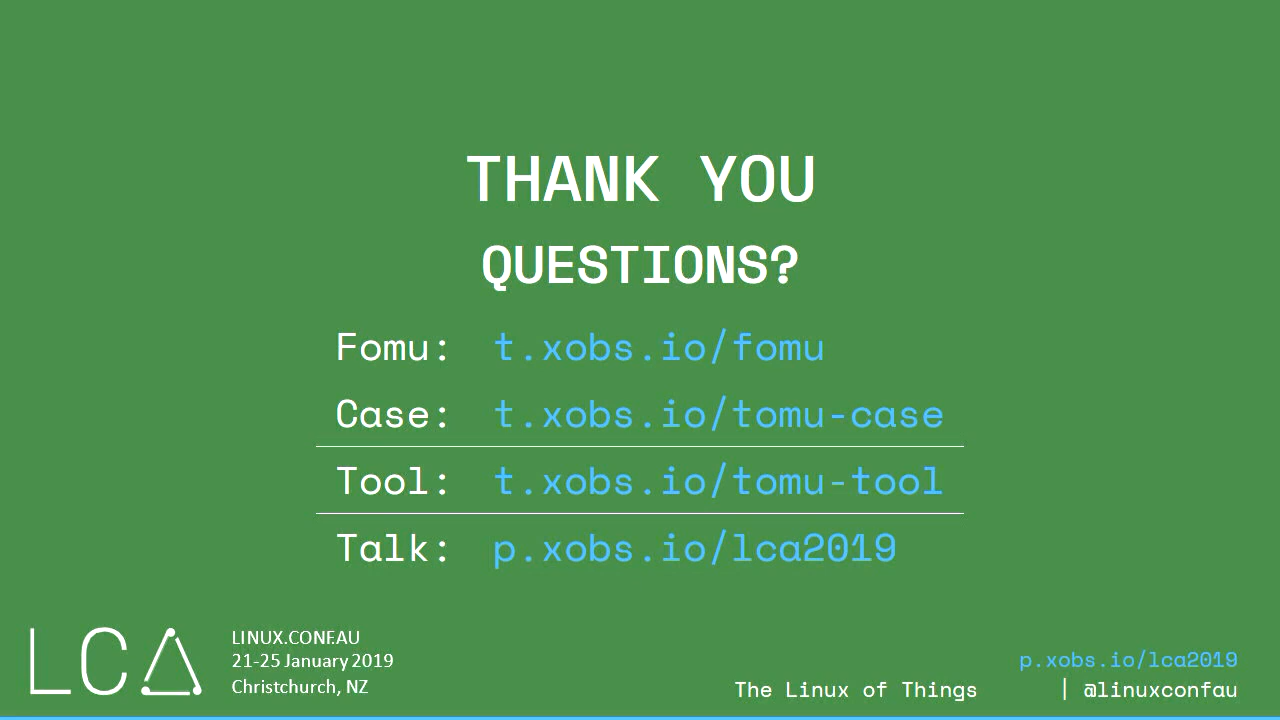 THANK YOU
QUESTIONS?
Fomu: t.xobs.io/fomu
Case: t.xobs.io/tomu-case
Tool: t.xobs.io/tomu-tool
Talk: p.xobs.io/lca2019
LCA
LINUX.CONF.AU
21-25 January 2019
Christchurch, NZ
p.xobs.io/lca2019
The Linux of Things | @linuxconfau